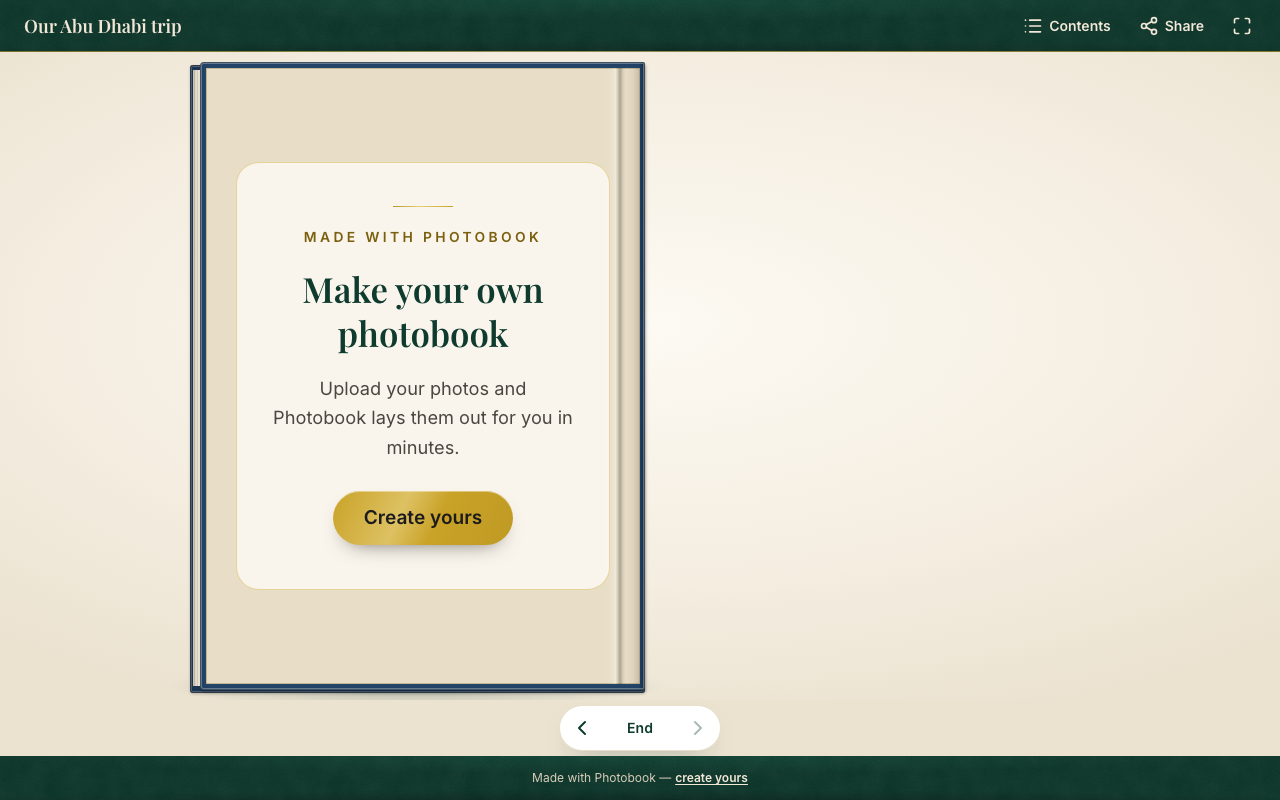 Our Abu Dhabi trip
Contents
Share
MADE WITH PHOTOBOOK
Make your own
photobook
Upload your photos and
Photobook lays them out for you in
minutes.
Create yours
End
Made with Photobook — create yours